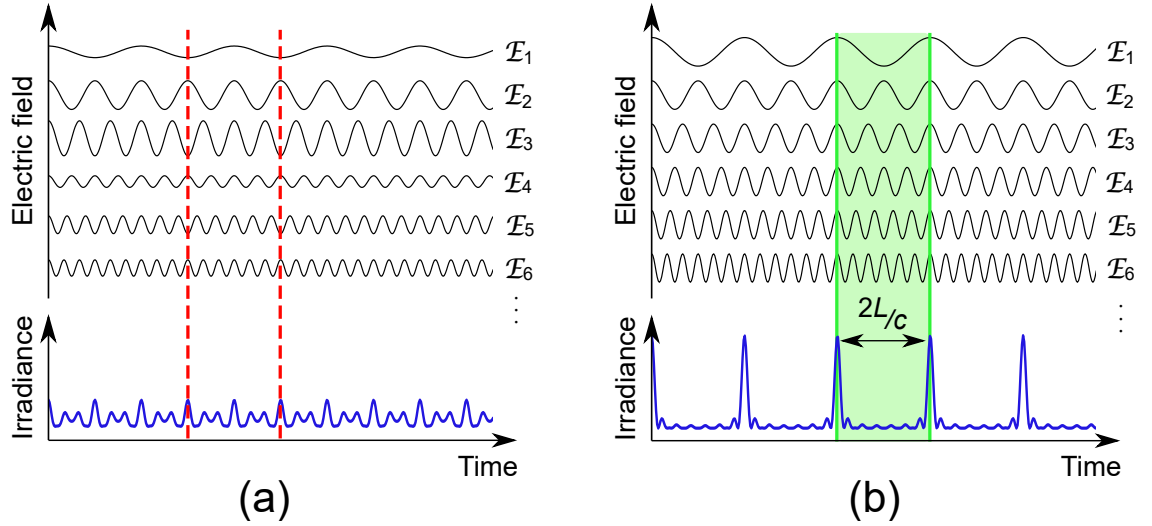 Electric field
ℰ1
ℰ2
ℰ3
ℰ4
ℰ5
ℰ6
⋮
Irradiance
Time
(a)
Electric field
ℰ1
ℰ2
ℰ3
ℰ4
ℰ5
ℰ6
⋮
2L/c
Irradiance
Time
(b)